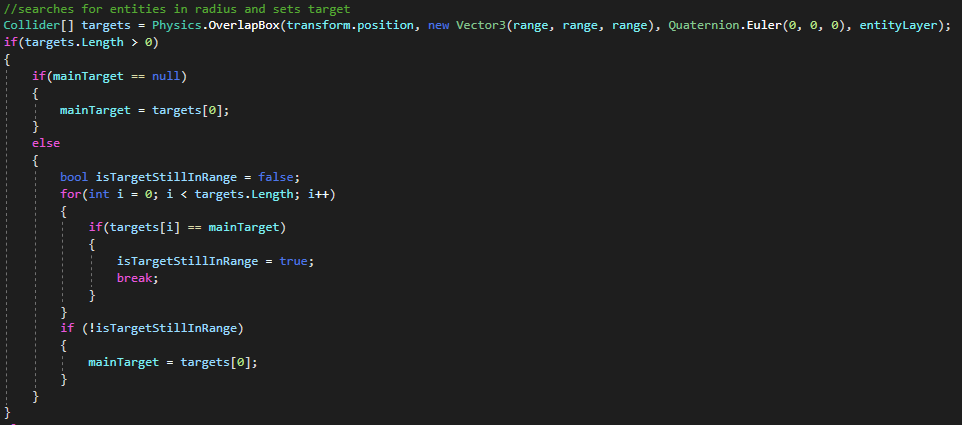 //searches for entities in radius and sets target
Collider[] targets = Physics.OverlapBox(transform.position, new Vector3(range, range, range), Quaternion.Euler(0, 0, 0), entityLayer);
if(targets.Length > 0)
{
    if(mainTarget == null)
    {
        mainTarget = targets[0];
    }
    else
    {
        bool isTargetStillInRange = false;
        for(int i = 0; i < targets.Length; i++)
        {
            if(targets[i] == mainTarget)
            {
                isTargetStillInRange = true;
                break;
            }
        }
        if (!isTargetStillInRange)
        {
            mainTarget = targets[0];
        }
    }
}